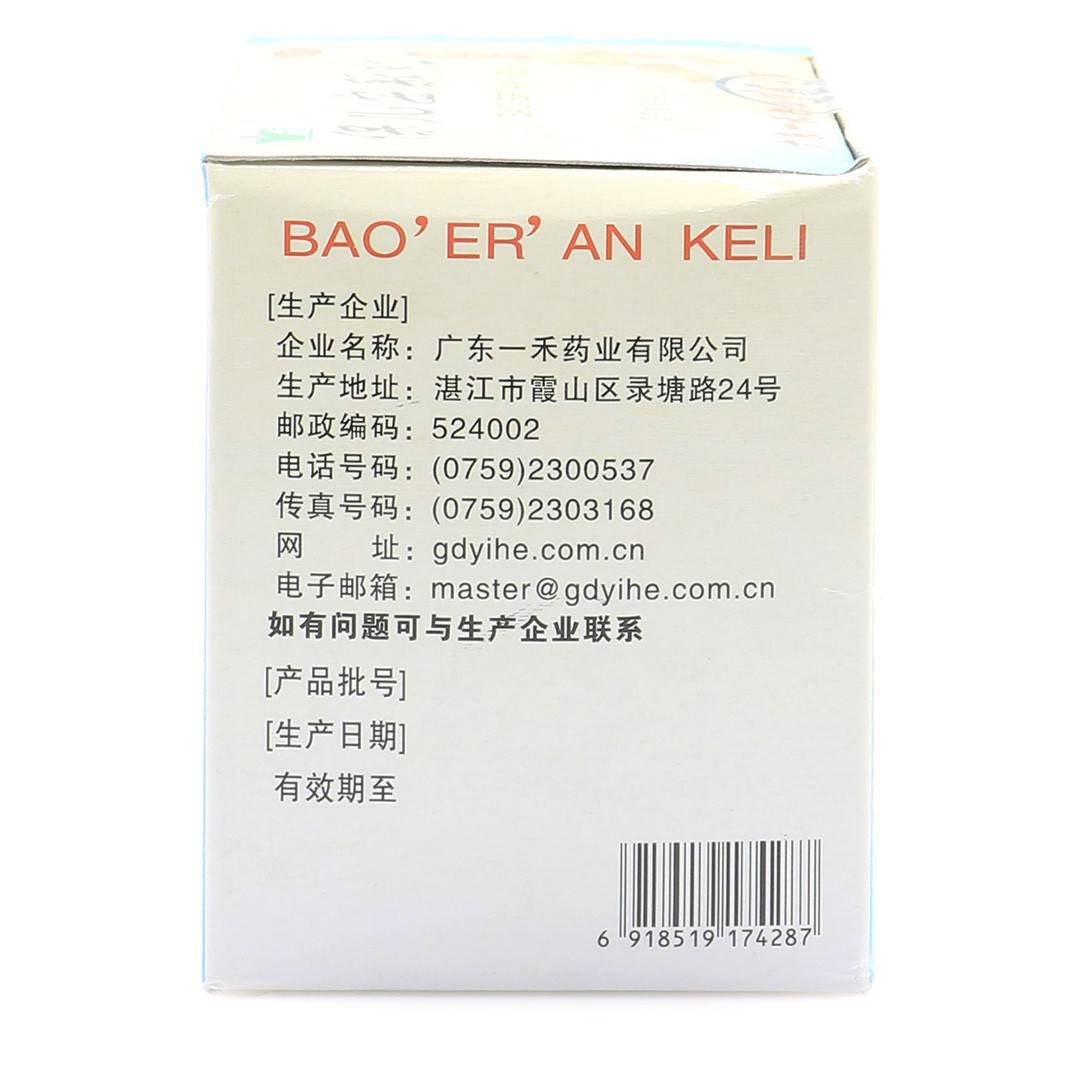 BAO'ER'AN KELI
[生产企业]
企业名称：广东一禾药业有限公司
生产地址：湛江市霞山区录塘路24号
邮政编码：524002
电话号码：(0759)2300537
传真号码：(0759)2303168
网　　址：gdyihe.com.cn
电子邮箱：master@gdyihe.com.cn
如有问题可与生产企业联系
[产品批号]
[生产日期]
有效期至
6 918519 174287